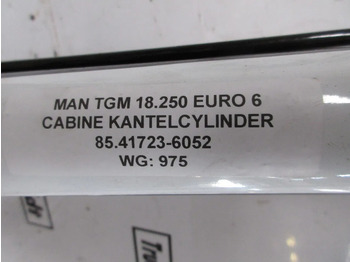 MAN TGM 18.250 EURO 6
CABINE KANTELCYLINDER
85.41723-6052
WG: 975